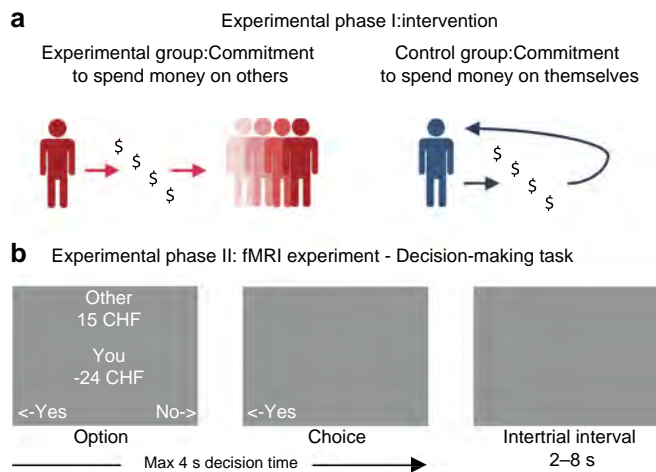 a
Experimental phase I:intervention
Experimental group:Commitment
to spend money on others
Control group:Commitment
to spend money on themselves
$
$
$
$
$
$
$
$
b
Experimental phase II: fMRI experiment - Decision-making task
Other
15 CHF
You
-24 CHF
<-Yes No->
<-Yes
Option
Choice
Intertrial interval
2–8 s
Max 4 s decision time